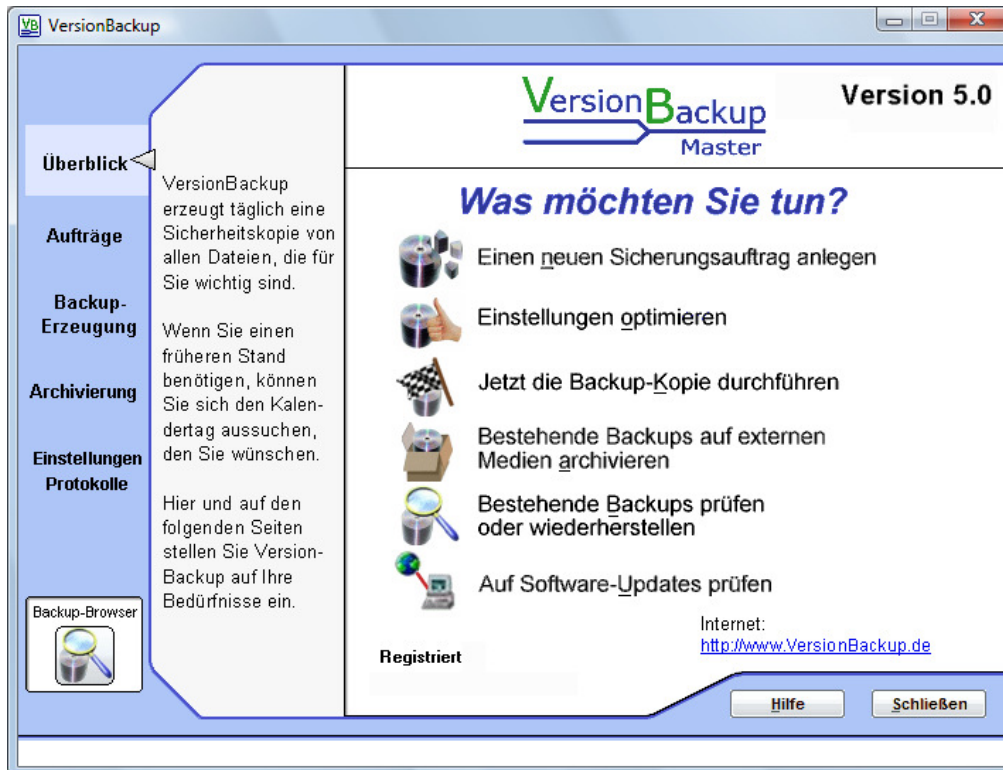 VersionBackup
VersionBackup
Master
Version 5.0
Überblick
Aufträge
Backup-
Erzeugung
Archivierung
Einstellungen
Protokolle
Backup-Browser
VersionBackup
erzeugt täglich eine
Sicherheitskopie von
allen Dateien, die für
Sie wichtig sind.
Wenn Sie einen
früheren Stand
benötigen, können
Sie sich den Kalen-
dertag aussuchen,
den Sie wünschen.
Hier und auf den
folgenden Seiten
stellen Sie Version-
Backup auf Ihre
Bedürfnisse ein.
Was möchten Sie tun?
Einen neuen Sicherungsauftrag anlegen
Einstellungen optimieren
Jetzt die Backup-Kopie durchführen
Bestehende Backups auf externen
Medien archivieren
Bestehende Backups prüfen
oder wiederherstellen
Auf Software-Updates prüfen
Internet:
http://www.VersionBackup.de
Registriert
Hilfe
Schließen